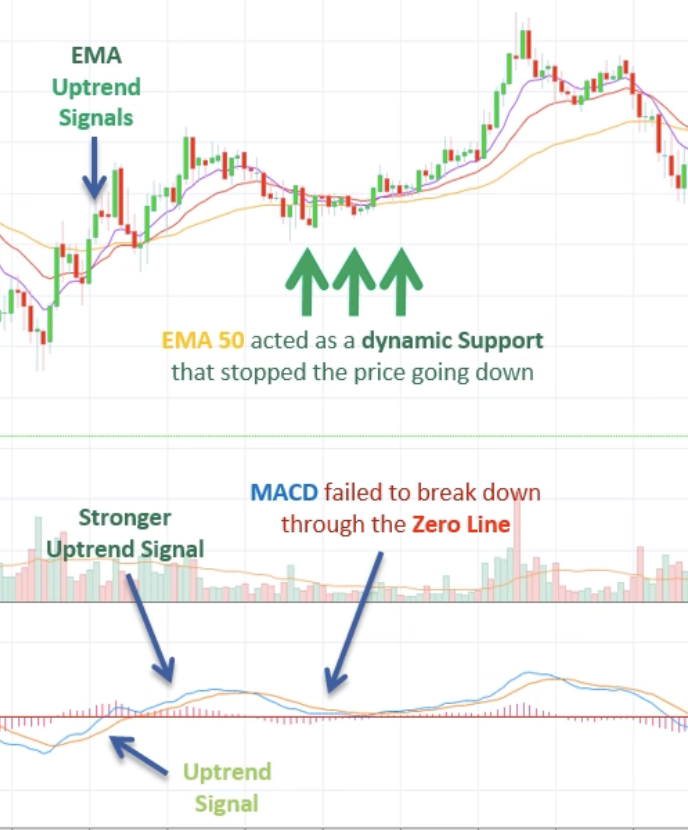 EMA
Uptrend
Signals
EMA 50 acted as a dynamic Support
that stopped the price going down
MACD failed to break down
through the Zero Line
Stronger
Uptrend Signal
Uptrend
Signal